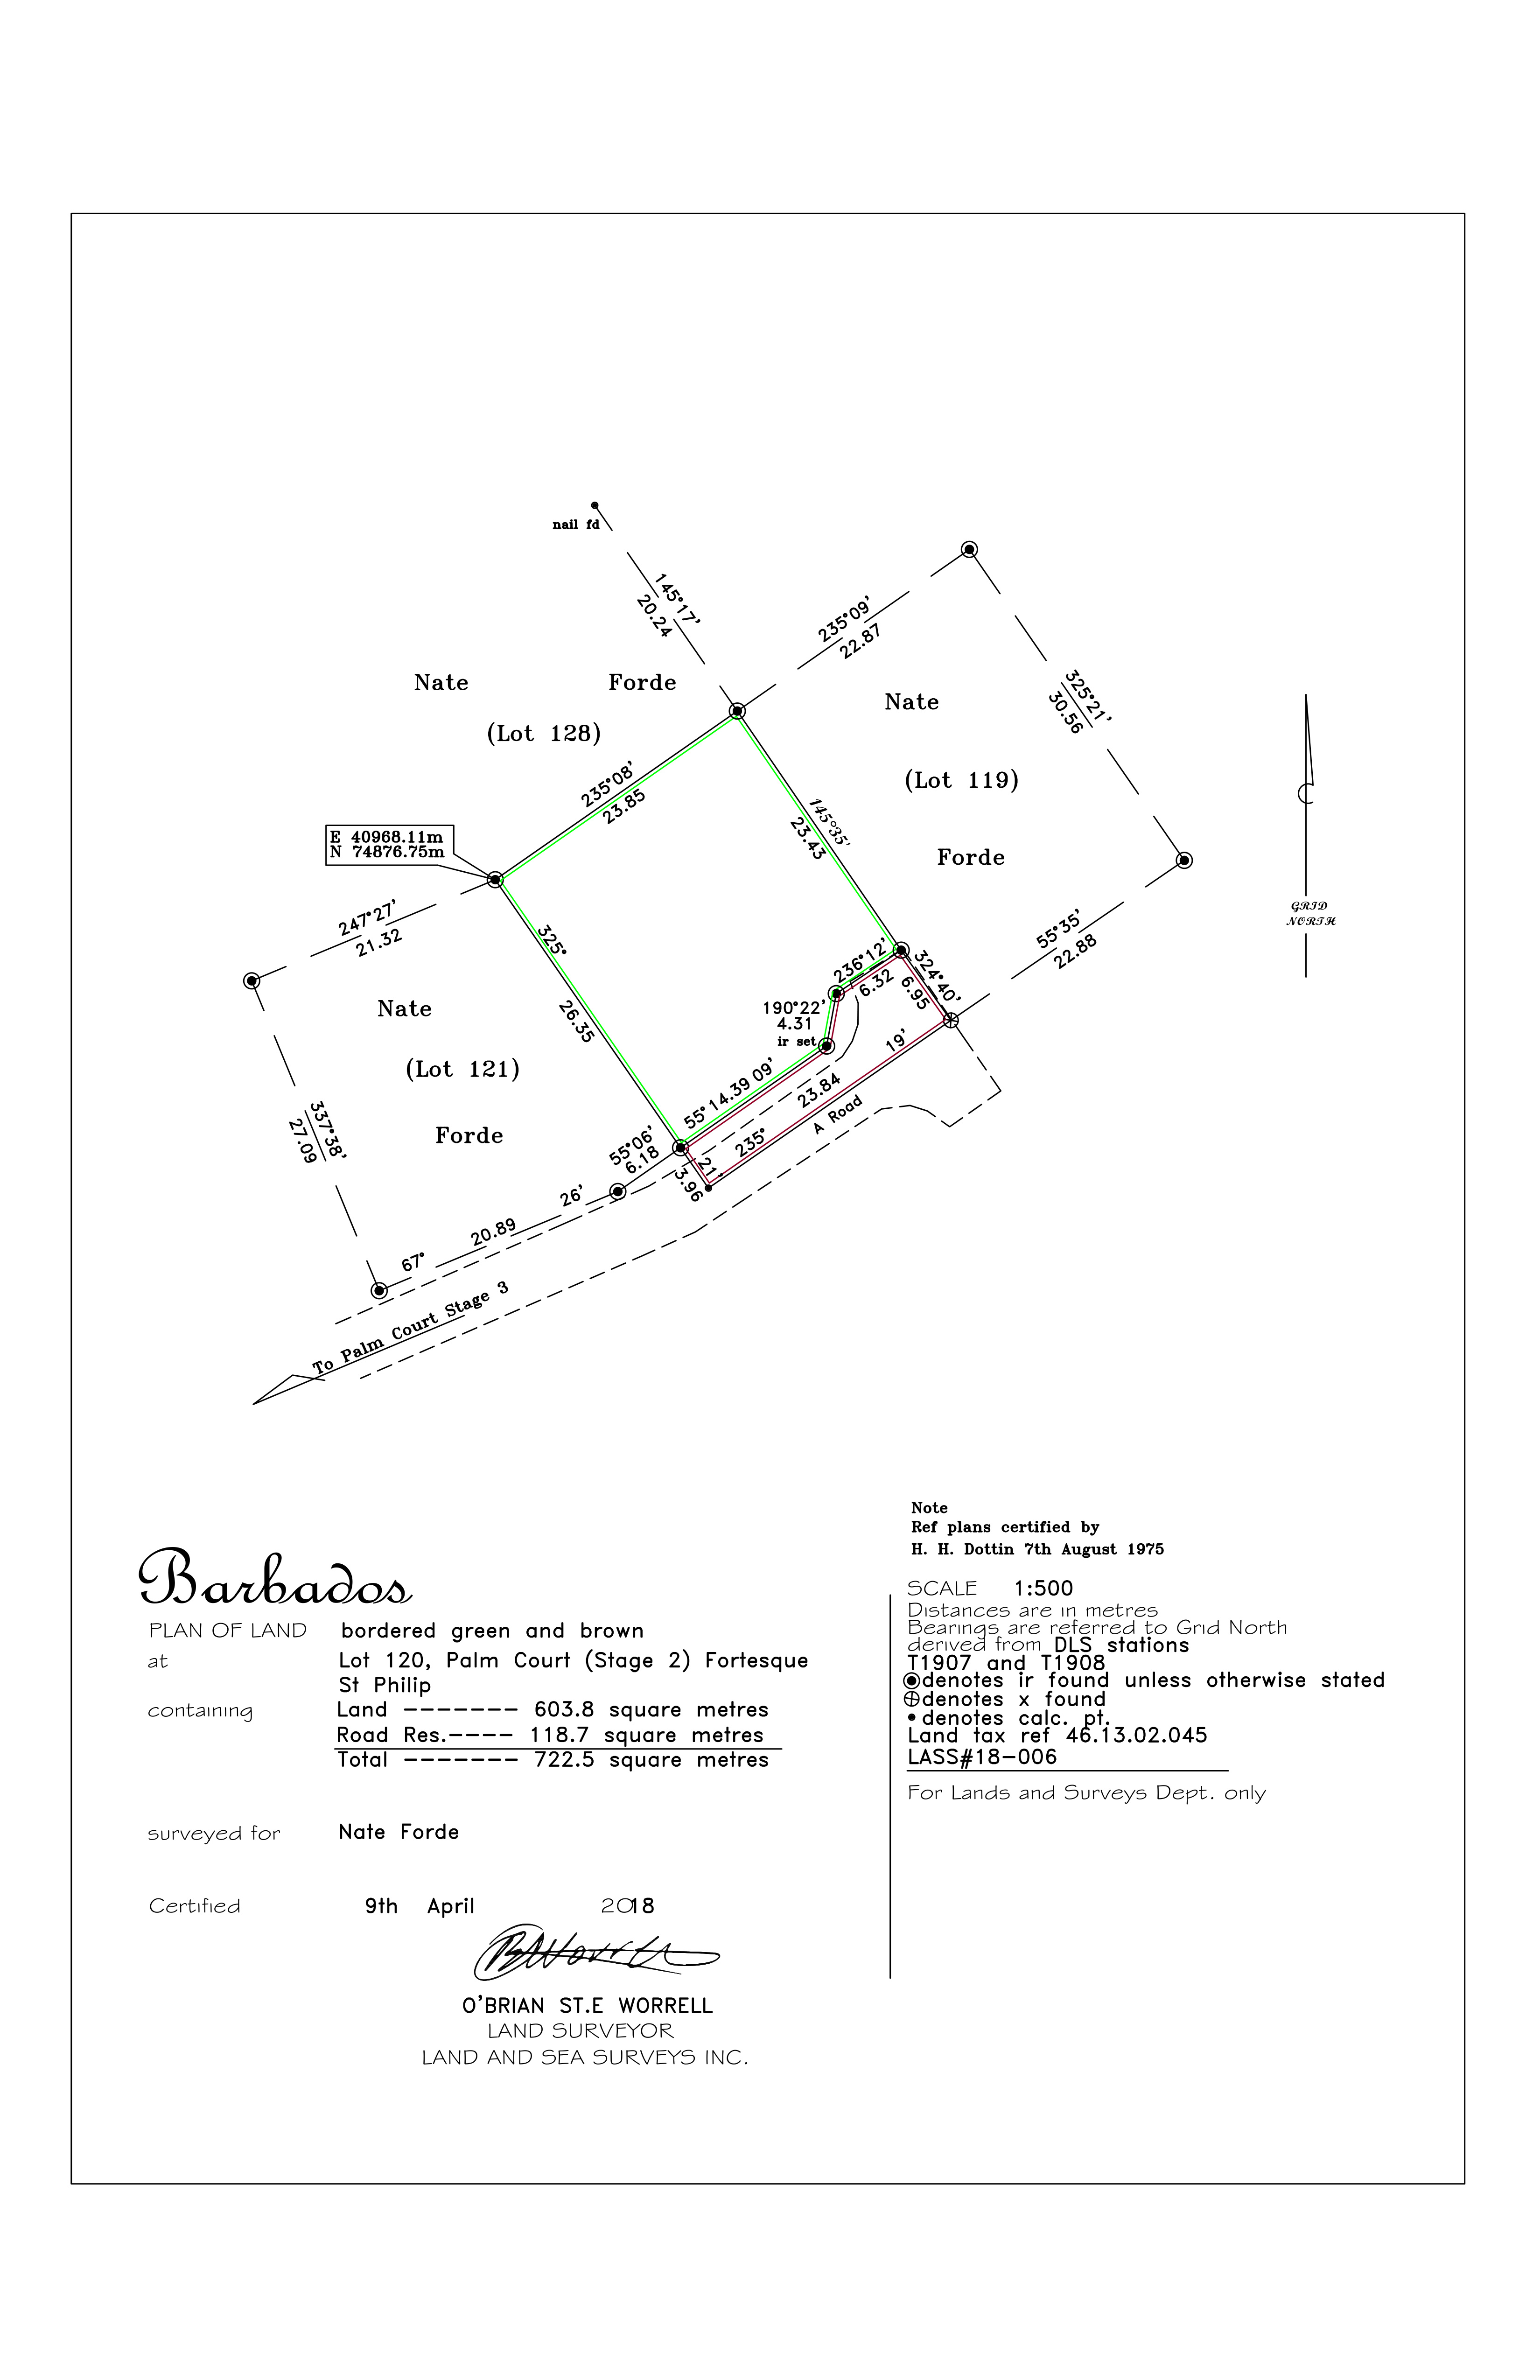 nail fd
145°17'
20.24
235°09'
22.87
Nate Forde
(Lot 128)
325°21'
30.56
Nate
(Lot 119)
Forde
235°08'
23.85
145°35'
23.43
E 40968.11m
N 74876.75m
GRID
NORTH
247°27'
21.32
325°
26.35
21'
55°35'
22.88
236°12'
6.32
324°40'
6.95
190°22'
4.31
ir set
Nate
(Lot 121)
Forde
55° 14.39 09'
19'
23.84
235°
A Road
337°38'
27.09
55°06'
6.18
3.96
26'
20.89
67°
To Palm Court Stage 3
Note
Ref plans certified by
H. H. Dottin 7th August 1975
Barbados
PLAN OF LAND bordered green and brown
at Lot 120, Palm Court (Stage 2) Fortesque
St Philip
containing Land ------- 603.8 square metres
Road Res.---- 118.7 square metres
Total ------- 722.5 square metres
surveyed for Nate Forde
Certified 9th April 2018
O'BRIAN ST.E WORRELL
LAND SURVEYOR
LAND AND SEA SURVEYS INC.
SCALE 1:500
Distances are in metres
Bearings are referred to Grid North
derived from DLS stations
T1907 and T1908
denotes ir found unless otherwise stated
denotes x found
denotes calc. pt.
Land tax ref 46.13.02.045
LASS#18-006
For Lands and Surveys Dept. only